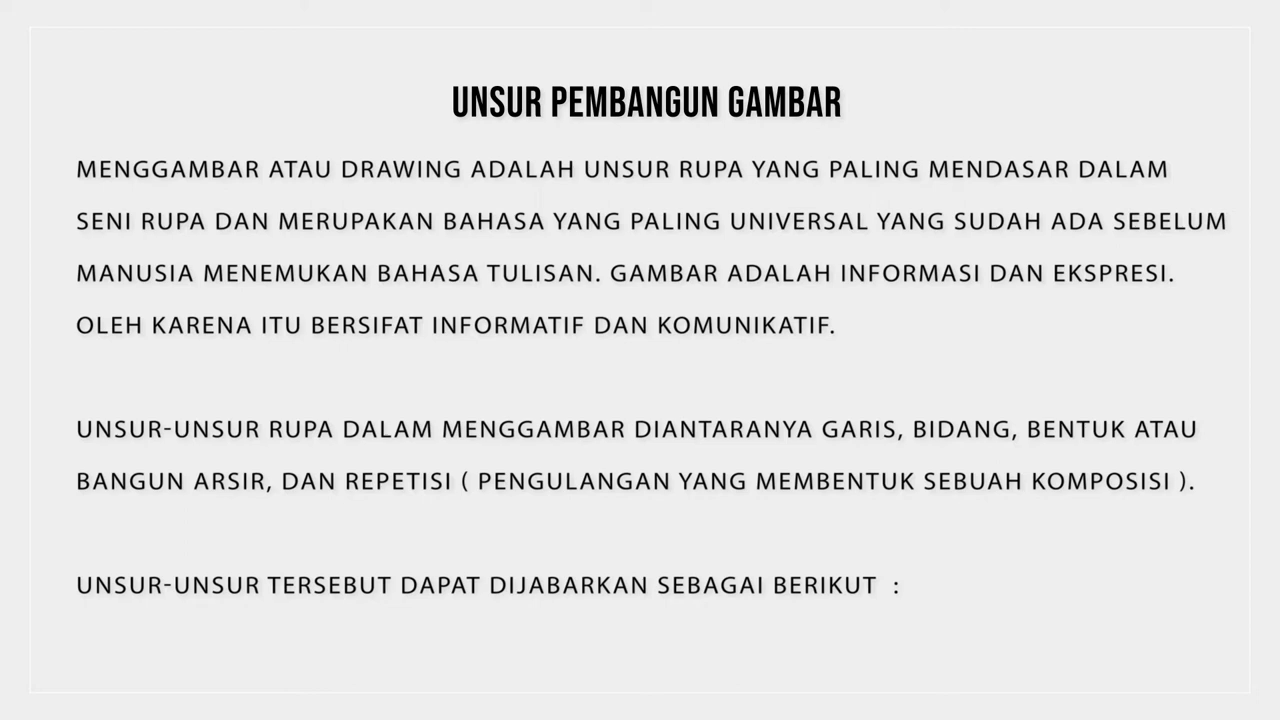 UNSUR PEMBANGUN GAMBAR
MENGGAMBAR ATAU DRAWING ADALAH UNSUR RUPA YANG PALING MENDASAR DALAM
SENI RUPA DAN MERUPAKAN BAHASA YANG PALING UNIVERSAL YANG SUDAH ADA SEBELUM
MANUSIA MENEMUKAN BAHASA TULISAN. GAMBAR ADALAH INFORMASI DAN EKSPRESI.
OLEH KARENA ITU BERSIFAT INFORMATIF DAN KOMUNIKATIF.
UNSUR-UNSUR RUPA DALAM MENGGAMBAR DIANTARANYA GARIS, BIDANG, BENTUK ATAU
BANGUN ARSIR, DAN REPETISI ( PENGULANGAN YANG MEMBENTUK SEBUAH KOMPOSISI ).
UNSUR-UNSUR TERSEBUT DAPAT DIJABARKAN SEBAGAI BERIKUT  :